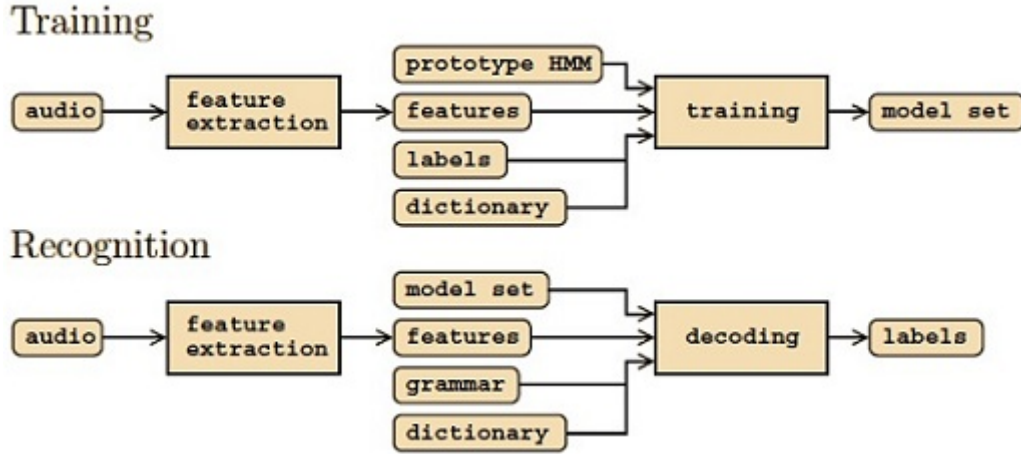 Training
prototype HMM
audio
feature
extraction
features
training
model set
labels
dictionary
Recognition
model set
audio
feature
extraction
features
decoding
labels
grammar
dictionary